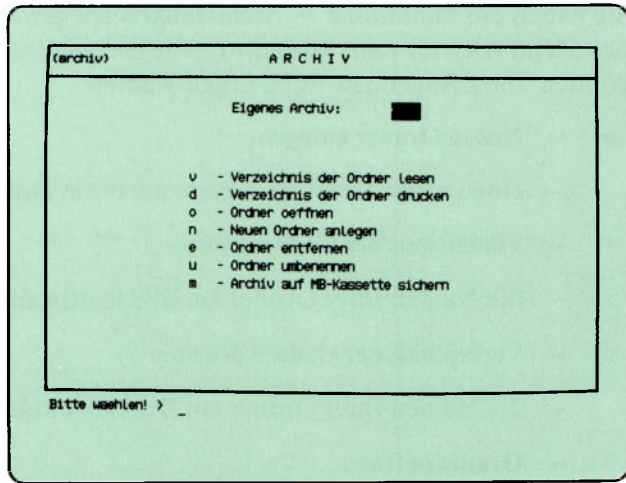 (archiv) ARCHIV
Eigenes Archiv:
v - Verzeichnis der Ordner lesen
d - Verzeichnis der Ordner drucken
o - Ordner oeffnen
n - Neuen Ordner anlegen
e - Ordner entfernen
u - Ordner umbenennen
m - Archiv auf MB-Kassette sichern
Bitte waehlen! >